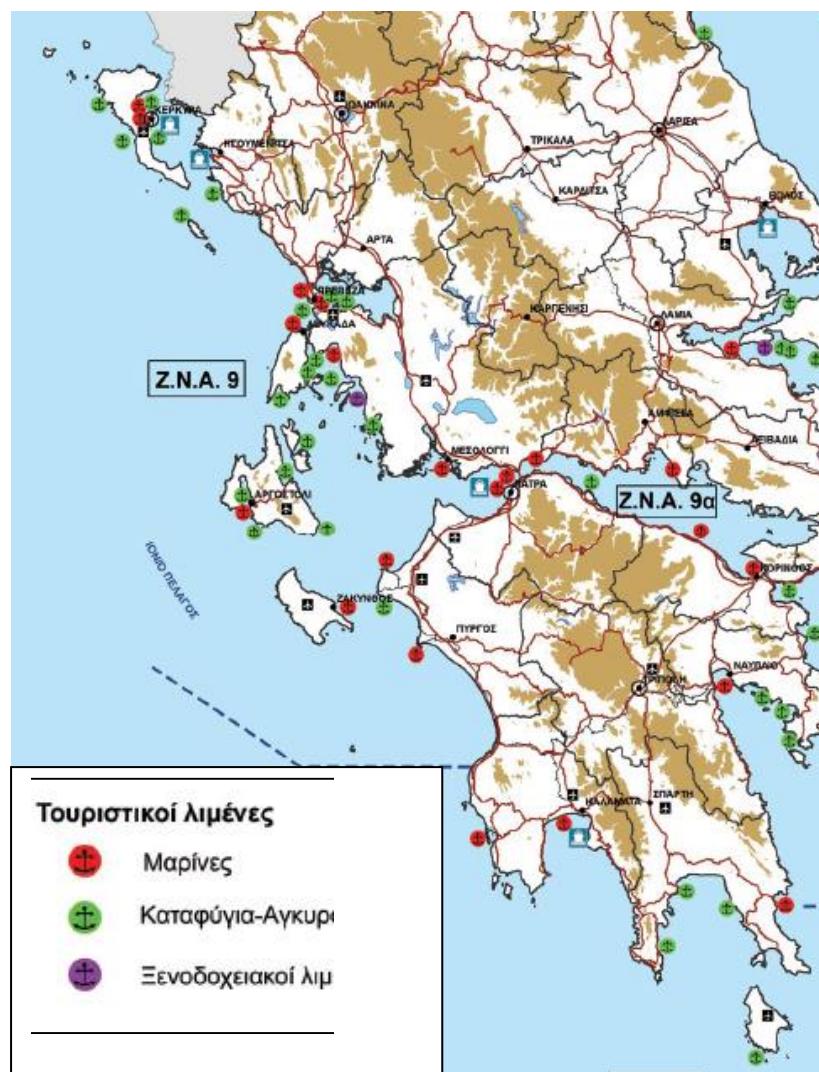 ΚΕΡΚΥΡΑ
ΙΩΑΝΝΙΝΑ
ΗΓΟΥΜΕΝΙΤΣΑ
ΤΡΙΚΑΛΑ
ΛΑΡΙΣΑ
ΚΑΡΔΙΤΣΑ
ΒΟΛΟΣ
ΑΡΤΑ
ΠΡΕΒΕΖΑ
ΛΕΥΚΑΔΑ
ΚΑΡΠΕΝΗΣΙ
ΛΑΜΙΑ
Ζ.Ν.Α. 9
ΑΜΦΙΣΣΑ
ΛΕΙΒΑΔΙΑ
ΜΕΣΟΛΟΓΓΙ
ΠΑΤΡΑ
Ζ.Ν.Α. 9α
ΑΡΓΟΣΤΟΛΙ
ΙΟΝΙΟ ΠΕΛΑΓΟΣ
ΚΟΡΙΝΘΟΣ
ΖΑΚΥΝΘΟΣ
ΠΥΡΓΟΣ
ΝΑΥΠΛΙΟ
ΤΡΙΠΟΛΗ
ΚΑΛΑΜΑΤΑ
ΣΠΑΡΤΗ
Τουριστικοί λιμένες
Μαρίνες
Καταφύγια-Αγκυρο
Ξενοδοχειακοί λιμ